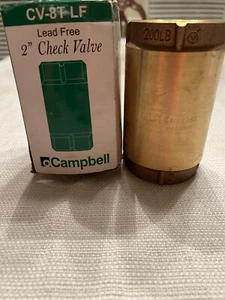 CV-8T LF
Lead Free
2" Check Valve
Campbell
200LB